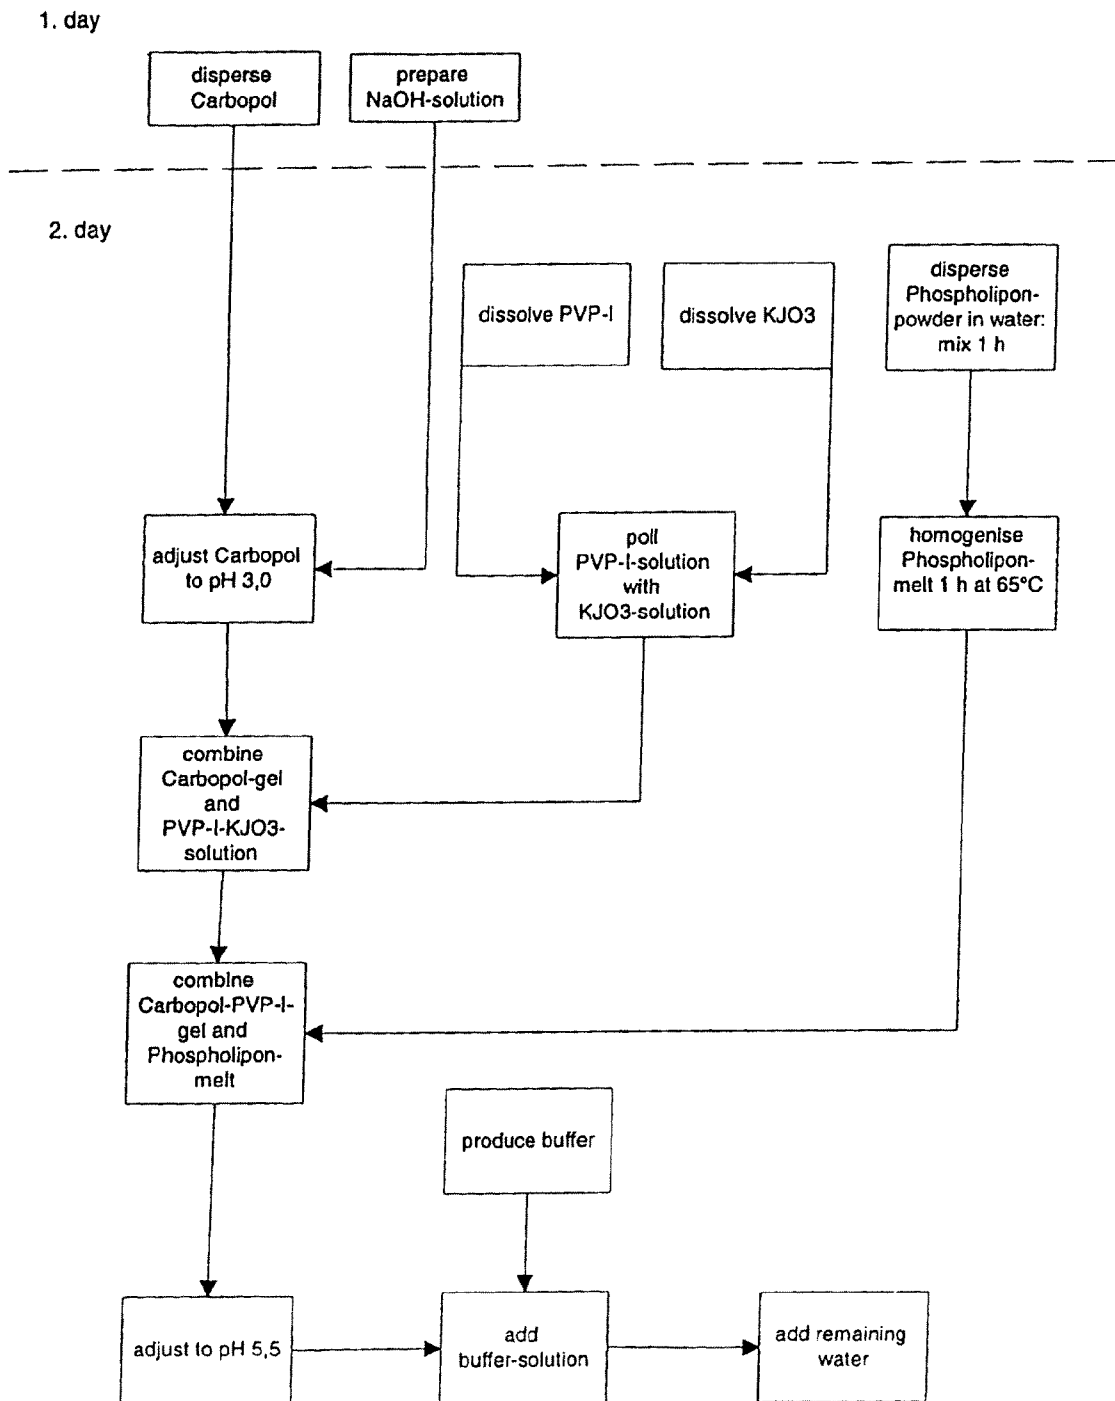 1. day
disperse
Carbopol
prepare
NaOH-solution
2. day
dissolve PVP-I
dissolve KJO3
disperse
Phospholipon-
powder in water:
mix 1 h
adjust Carbopol
to pH 3,0
poll
PVP-I-solution
with
KJO3-solution
homogenise
Phospholipon-
melt 1 h at 65°C
combine
Carbopol-gel
and
PVP-I-KJO3-
solution
combine
Carbopol-PVP-I-
gel and
Phospholipon-
melt
produce buffer
adjust to pH 5,5
add
buffer-solution
add remaining
water